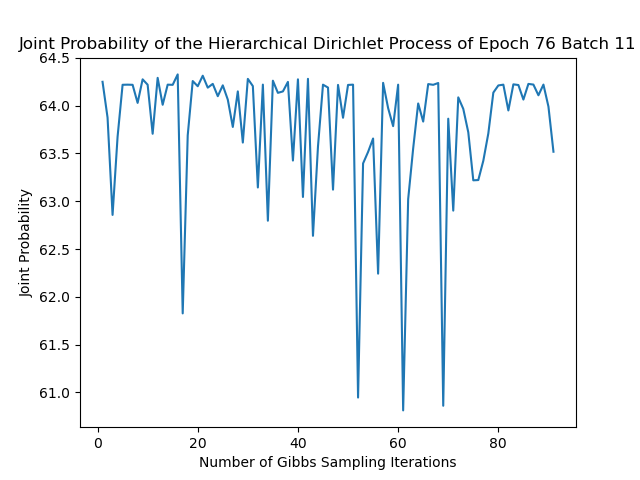 Joint Probability of the Hierarchical Dirichlet Process of Epoch 76 Batch 11
64.5
64.0
63.5
63.0
62.5
62.0
61.5
61.0
Joint Probability
0 20 40 60 80
Number of Gibbs Sampling Iterations